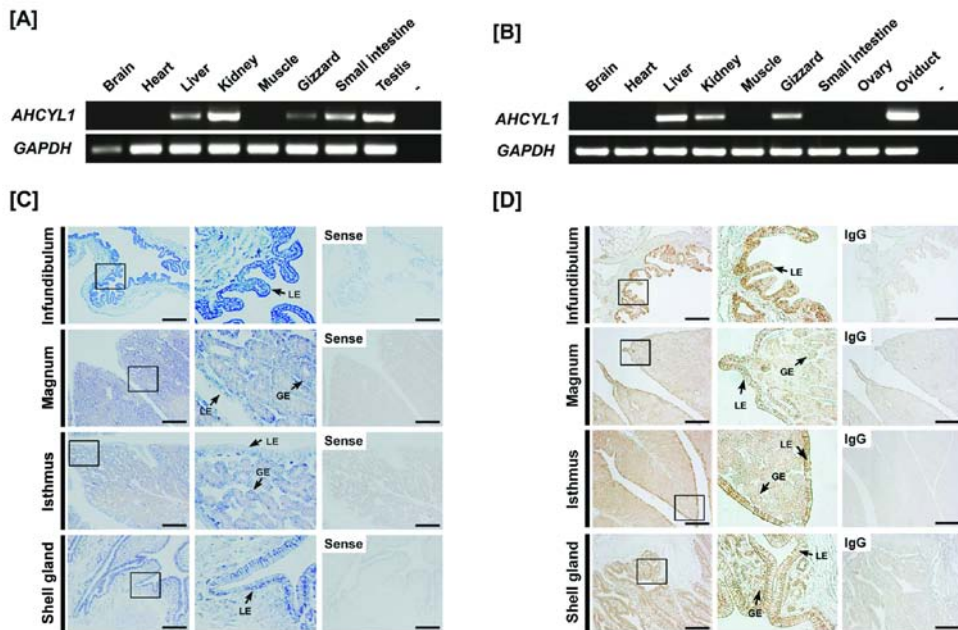 [A]
Brain Heart Liver Kidney Muscle Gizzard Small intestine Testis -
AHCYL1
GAPDH
[B]
Brain Heart Liver Kidney Muscle Gizzard Small intestine Ovary Oviduct -
AHCYL1
GAPDH
[C]
Infundibulum
LE
Sense
Magnum
LE
GE
Sense
Isthmus
LE
GE
Sense
Shell gland
LE
Sense
[D]
Infundibulum
LE
IgG
Magnum
GE
LE
IgG
Isthmus
LE
GE
IgG
Shell gland
LE
GE
IgG